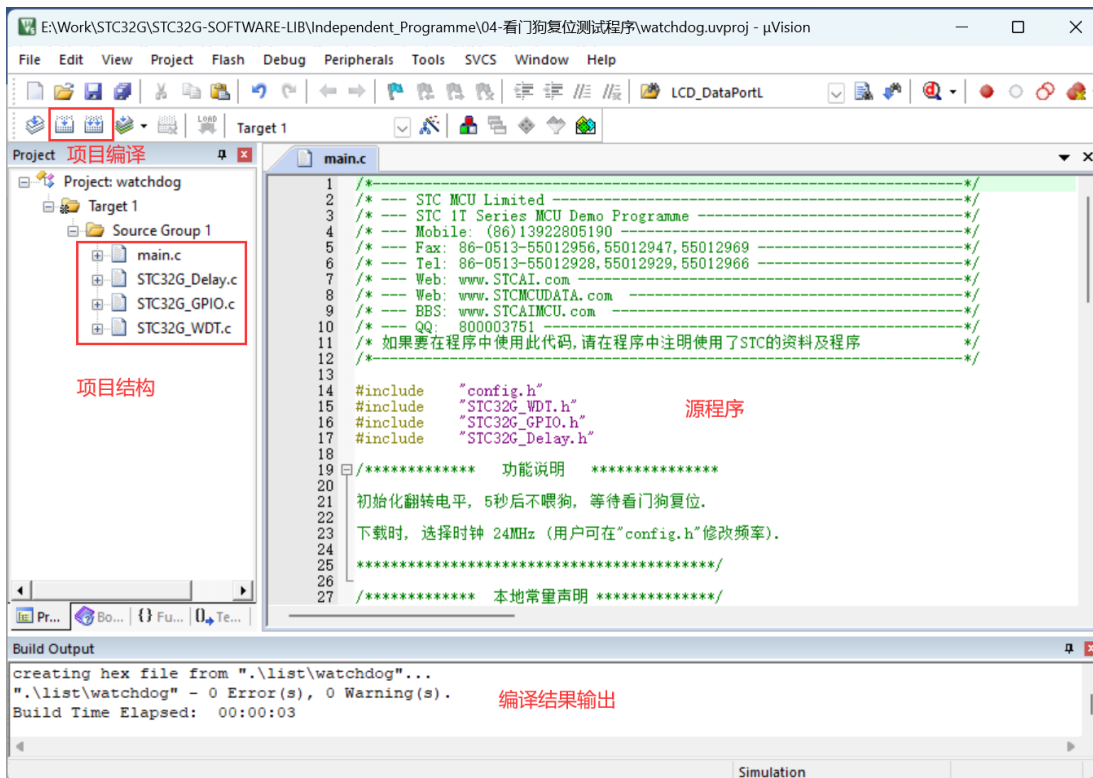 E:\Work\STC32G\STC32G-SOFTWARE-LIB\Independent_Programme\04-看门狗复位测试程序\watchdog.uvproj - µVision
File Edit View Project Flash Debug Peripherals Tools SVCS Window Help
LCD_DataPortL
LOAD Target 1
Project 项目编译
main.c
Project: watchdog
Target 1
Source Group 1
main.c
STC32G_Delay.c
STC32G_GPIO.c
STC32G_WDT.c
项目结构
1 /*---------------------------------------------------------------------*/
2 /* --- STC MCU Limited ------------------------------------------------*/
3 /* --- STC 1T Series MCU Demo Programme -------------------------------*/
4 /* --- Mobile: (86)13922805190 ----------------------------------------*/
5 /* --- Fax: 86-0513-55012956,55012947,55012969 ------------------------*/
6 /* --- Tel: 86-0513-55012928,55012929,55012966 ------------------------*/
7 /* --- Web: www.STCAI.com ---------------------------------------------*/
8 /* --- Web: www.STCMCUDATA.com ---------------------------------------*/
9 /* --- BBS: www.STCAIMCU.com -----------------------------------------*/
10 /* --- QQ: 800003751 -------------------------------------------------*/
11 /* 如果要在程序中使用此代码,请在程序中注明使用了STC的资料及程序 */
12 /*---------------------------------------------------------------------*/
13
14 #include "config.h"
15 #include "STC32G_WDT.h"
16 #include "STC32G_GPIO.h"
17 #include "STC32G_Delay.h"
源程序
18
19 /************* 功能说明 ***************
20
21 初始化翻转电平, 5秒后不喂狗, 等待看门狗复位.
22
23 下载时, 选择时钟 24MHz (用户可在"config.h"修改频率).
24
25 ******************************************/
26
27 /************* 本地常量声明 **************/
Pr... Bo... {} Fu... 0 Te...
Build Output
creating hex file from ".\list\watchdog"...
".\list\watchdog" - 0 Error(s), 0 Warning(s).
Build Time Elapsed: 00:00:03
编译结果输出
Simulation